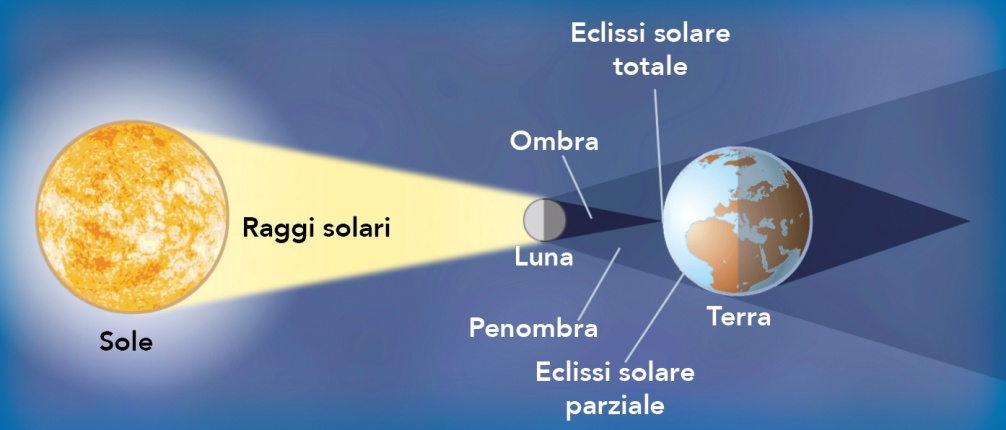 Eclissi solare
totale
Ombra
Raggi solari
Luna
Penombra
Terra
Sole
Eclissi solare
parziale